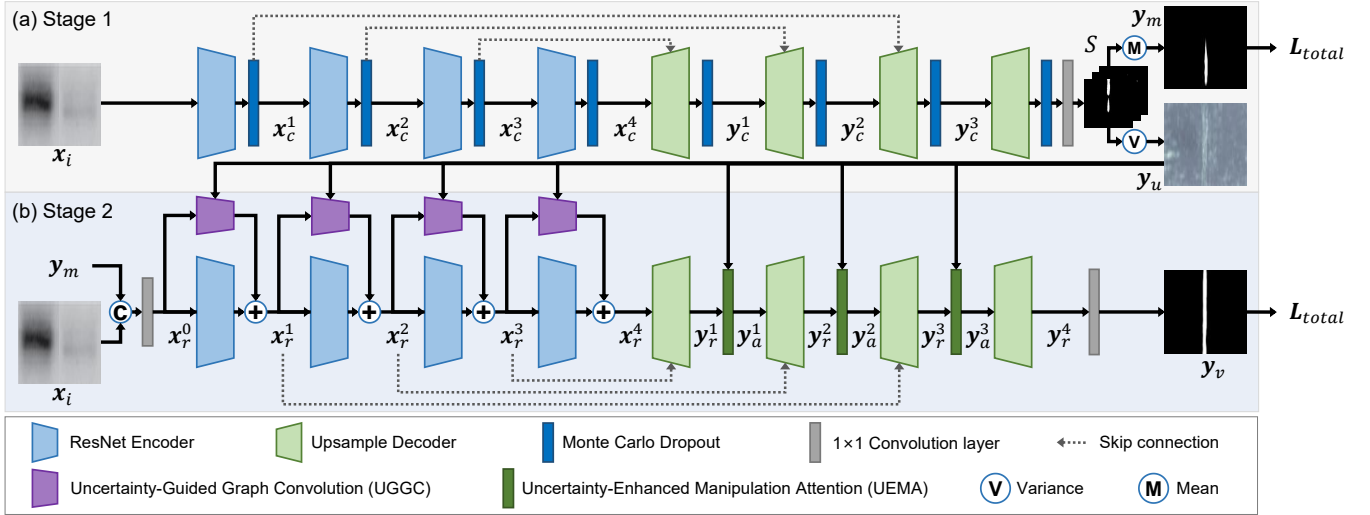 (a) Stage 1
x_i
x_c^1
x_c^2
x_c^3
x_c^4
y_c^1
y_c^2
y_c^3
S
M
V
y_m
L_total
y_u
(b) Stage 2
y_m
C
x_i
x_r^0
+
x_r^1
+
x_r^2
+
x_r^3
+
x_r^4
y_r^1
y_a^1
y_r^2
y_a^2
y_r^3
y_a^3
y_r^4
y_v
L_total
ResNet Encoder
Upsample Decoder
Monte Carlo Dropout
1×1 Convolution layer
Skip connection
Uncertainty-Guided Graph Convolution (UGGC)
Uncertainty-Enhanced Manipulation Attention (UEMA)
V Variance
M Mean